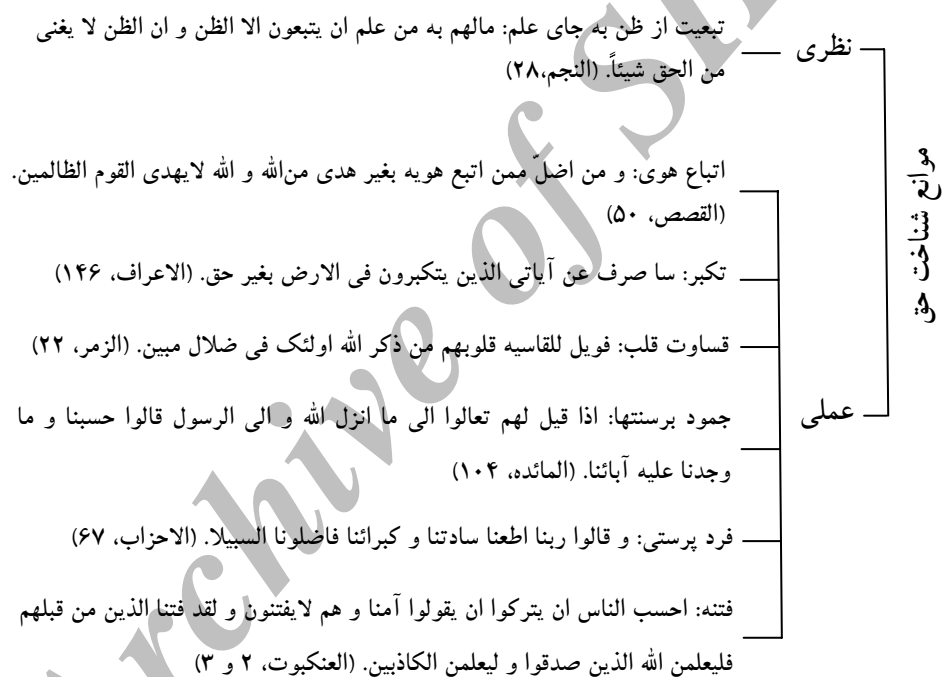 موانع شناخت حق
نظری
تبعیت از ظن به جای علم: مالهم به من علم ان یتبعون الا الظن و ان الظن لا یغنی
من الحق شیئاً. (النجم،۲۸)
عملی
اتباع هوی: و من اضلّ ممن اتبع هویه بغیر هدی من‌الله و الله لایهدی القوم الظالمین.
(القصص، ۵۰)
تکبر: سا صرف عن آیاتی الذین یتکبرون فی الارض بغیر حق. (الاعراف، ۱۴۶)
قساوت قلب: فویل للقاسیه قلوبهم من ذکر الله اولئک فی ضلال مبین. (الزمر، ۲۲)
جمود برسنتها: اذا قیل لهم تعالوا الی ما انزل الله و الی الرسول قالوا حسبنا و ما
وجدنا علیه آبائنا. (المائده، ۱۰۴)
فرد پرستی: و قالوا ربنا اطعنا سادتنا و کبرائنا فاضلونا السبیلا. (الاحزاب، ۶۷)
فتنه: احسب الناس ان یترکوا ان یقولوا آمنا و هم لایفتنون و لقد فتنا الذین من قبلهم
فلیعلمن الله الذین صدقوا و لیعلمن الکاذبین. (العنکبوت، ۲ و ۳)
Archive of